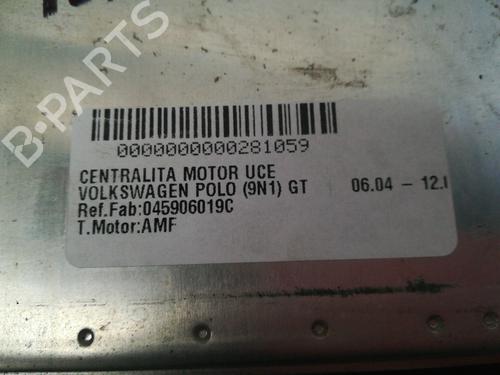 B-PARTS
0000000000281059
CENTRALITA MOTOR UCE
VOLKSWAGEN POLO (9N1) GT 06.04 - 12.
Ref.Fab:045906019C
T.Motor:AMF